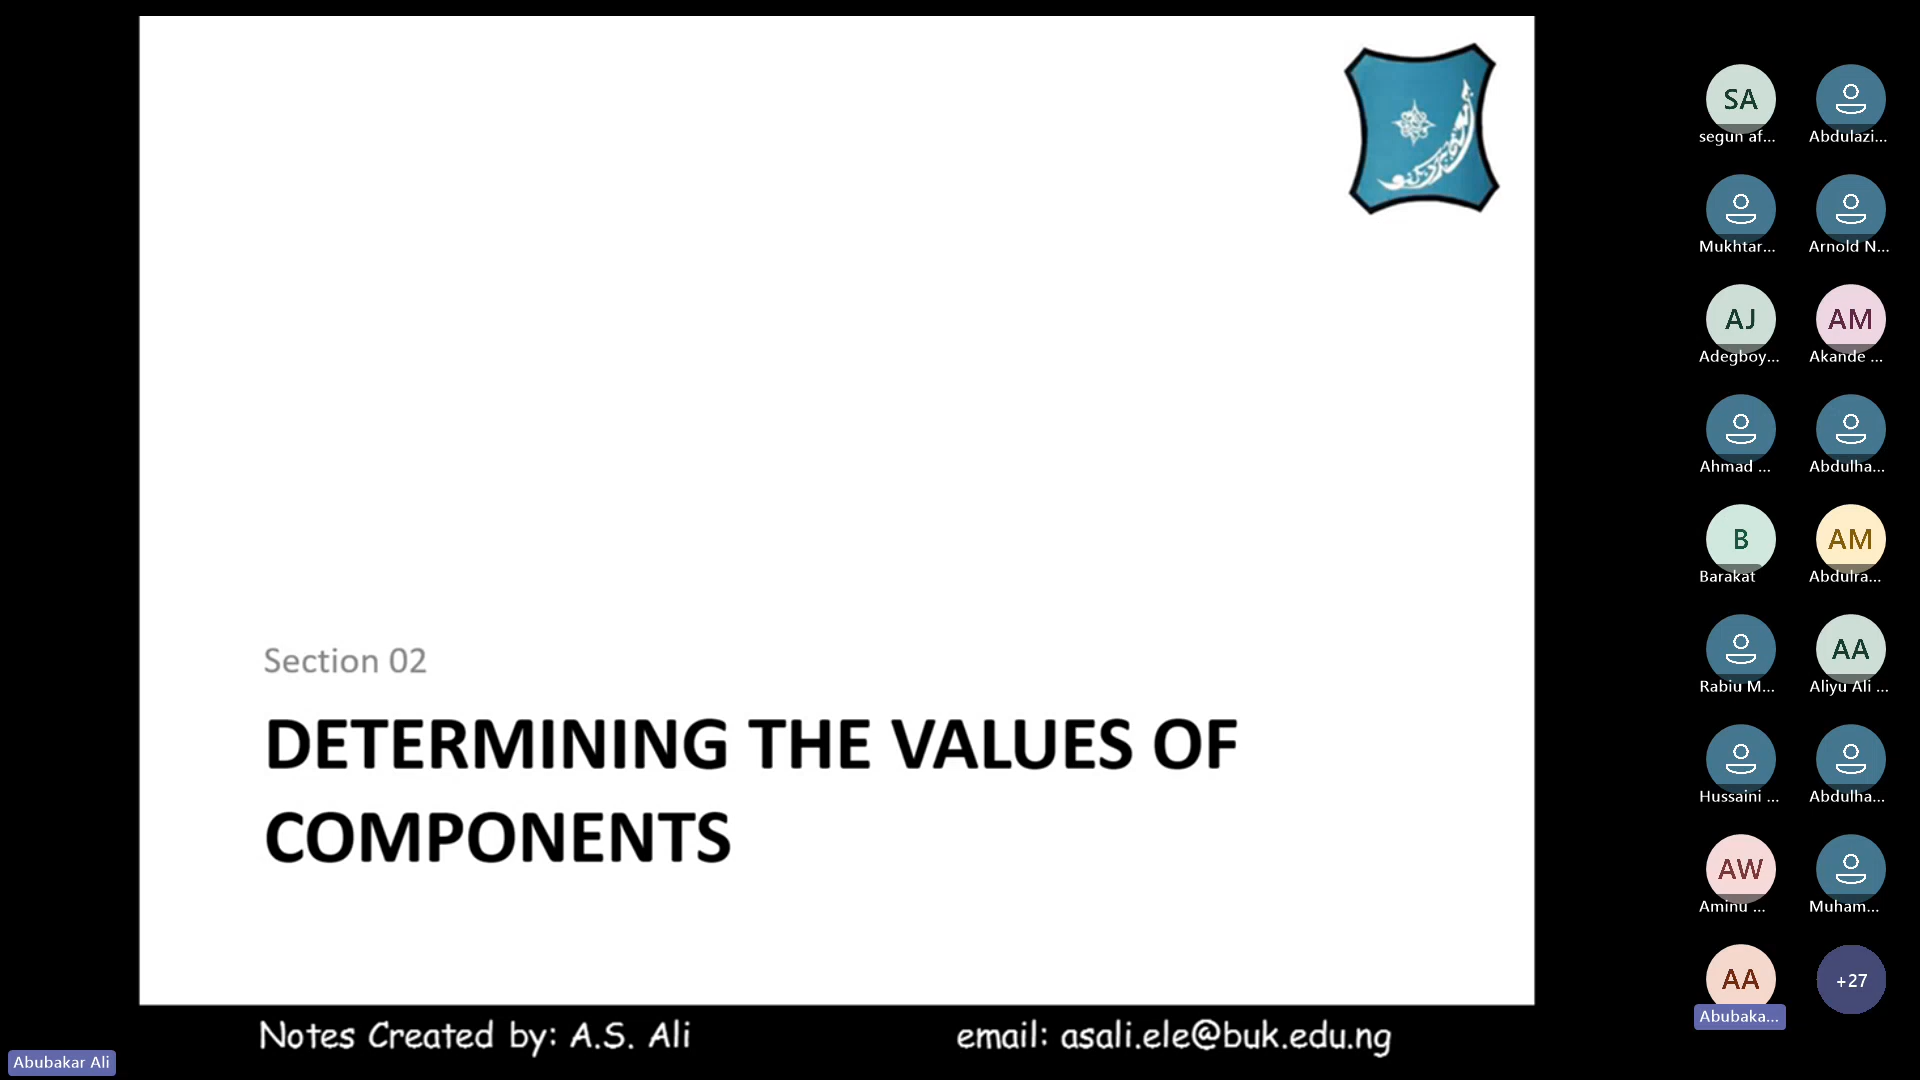 Section 02
DETERMINING THE VALUES OF
COMPONENTS
Notes Created by: A.S. Ali
email: asali.ele@buk.edu.ng
Abubakar Ali
SA
segun af...
Abdulazi...
Mukhtar...
Arnold N...
AJ
Adegboy...
AM
Akande ...
Ahmad ...
Abdulha...
B
Barakat
AM
Abdulra...
Rabiu M...
AA
Aliyu Ali ...
Hussaini ...
Abdulha...
AW
Aminu ...
Muham...
AA
Abubaka...
+27